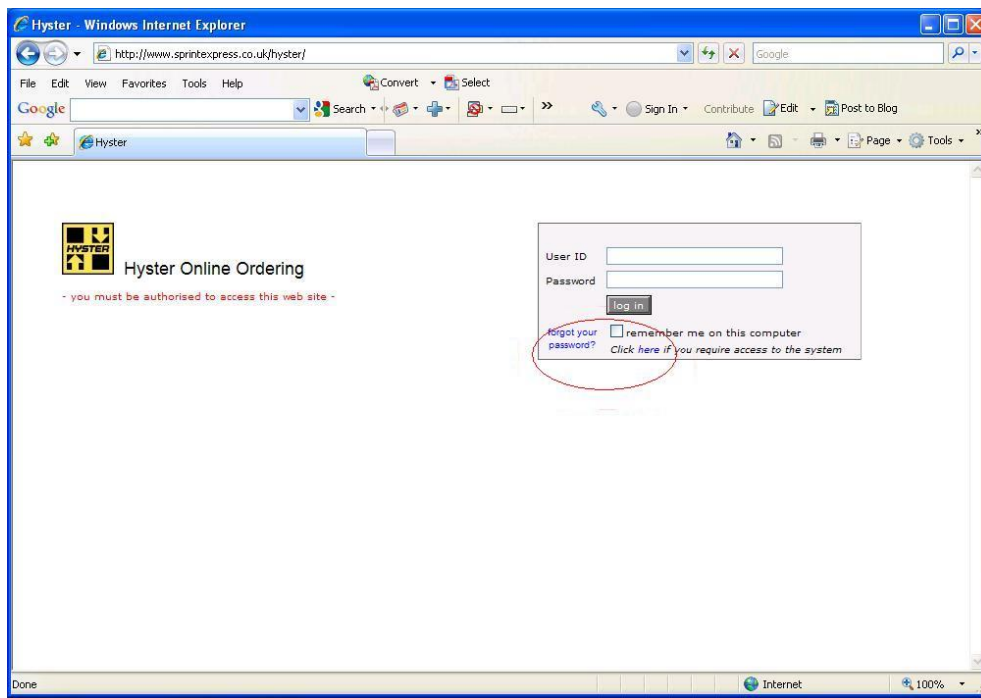 Hyster - Windows Internet Explorer
http://www.sprintexpress.co.uk/hyster/
Google
File Edit View Favorites Tools Help
Convert Select
Google
Search
»
Sign In
Contribute
Edit
Post to Blog
Hyster
Page
Tools
»
HYSTER
Hyster Online Ordering
- you must be authorised to access this web site -
User ID
Password
log in
forgot your
password?
remember me on this computer
Click here if you require access to the system
Done
Internet
100%